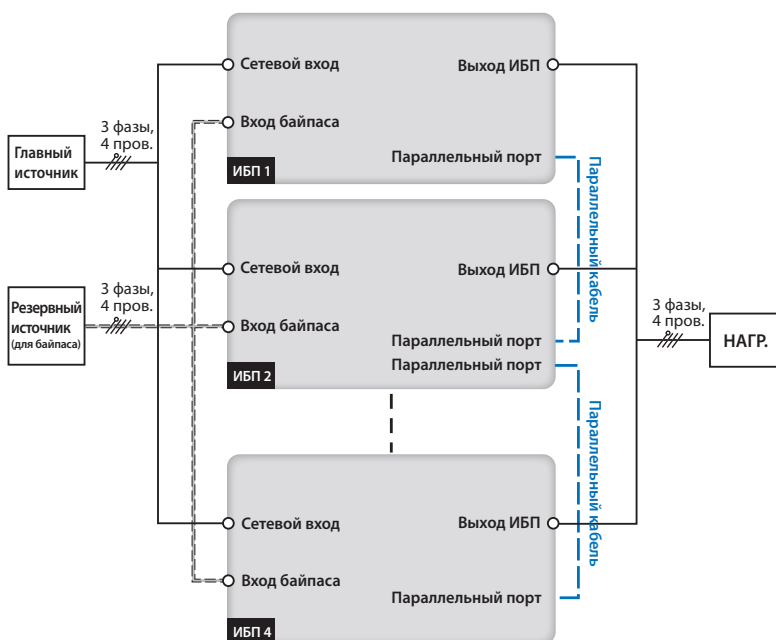 Сетевой вход
Выход ИБП
Вход байпаса
Параллельный порт
ИБП 1
3 фазы,
4 пров.
Главный
источник
Параллельный кабель
Сетевой вход
Выход ИБП
Вход байпаса
Параллельный порт
Параллельный порт
ИБП 2
3 фазы,
4 пров.
Резервный
источник
(для байпаса)
3 фазы,
4 пров.
НАГР.
Параллельный кабель
Сетевой вход
Выход ИБП
Вход байпаса
Параллельный порт
ИБП 4